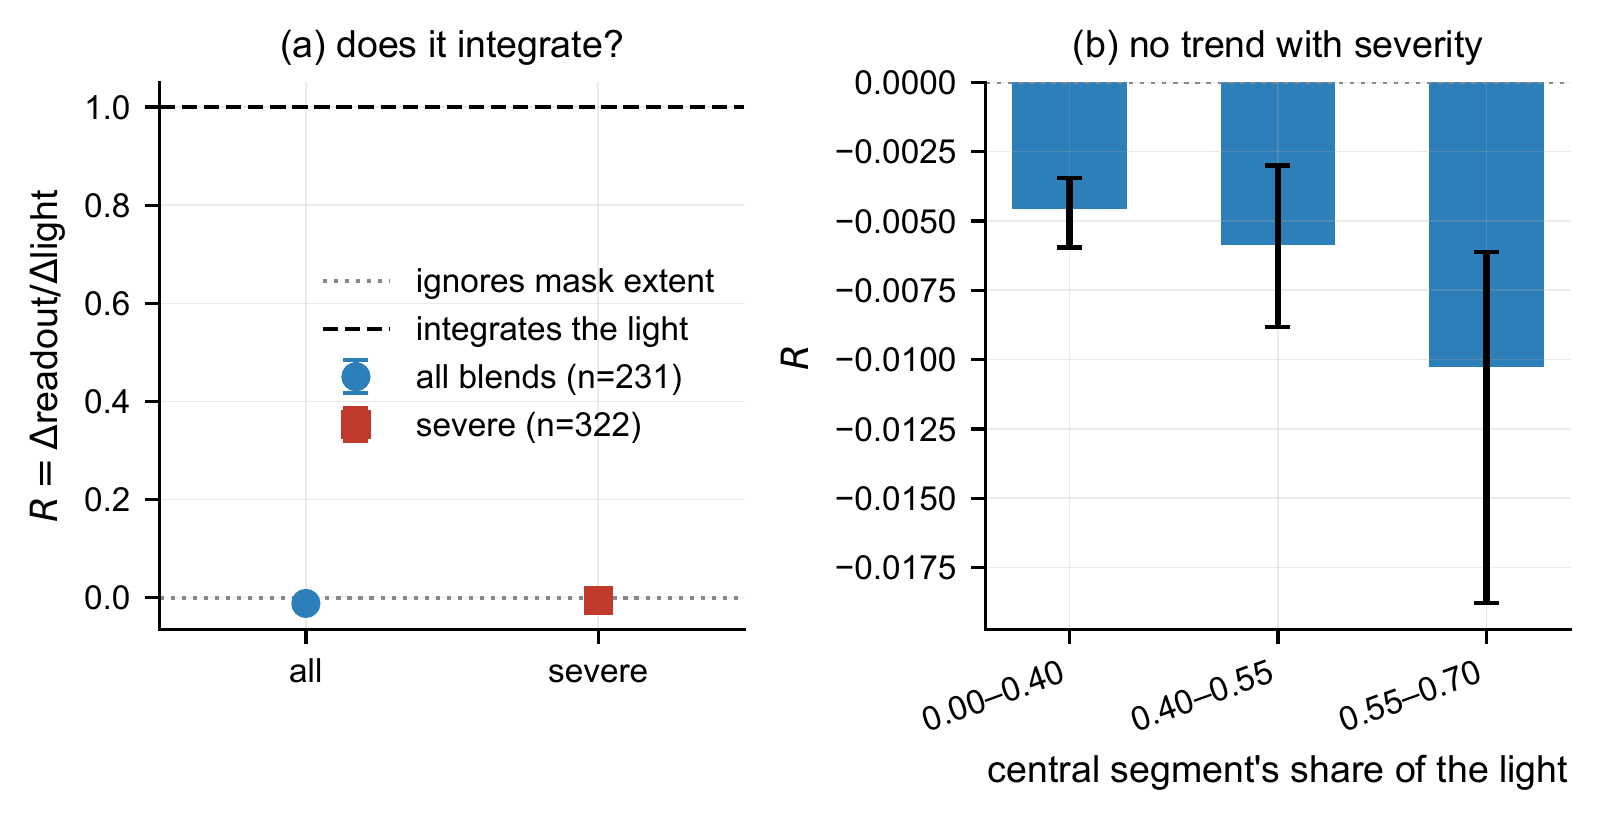 (a) does it integrate?
R = Δreadout/Δlight
1.0
0.8
0.6
0.4
0.2
0.0
ignores mask extent
integrates the light
all blends (n=231)
severe (n=322)
all
severe
(b) no trend with severity
R
0.0000
−0.0025
−0.0050
−0.0075
−0.0100
−0.0125
−0.0150
−0.0175
0.00–0.40
0.40–0.55
0.55–0.70
central segment's share of the light